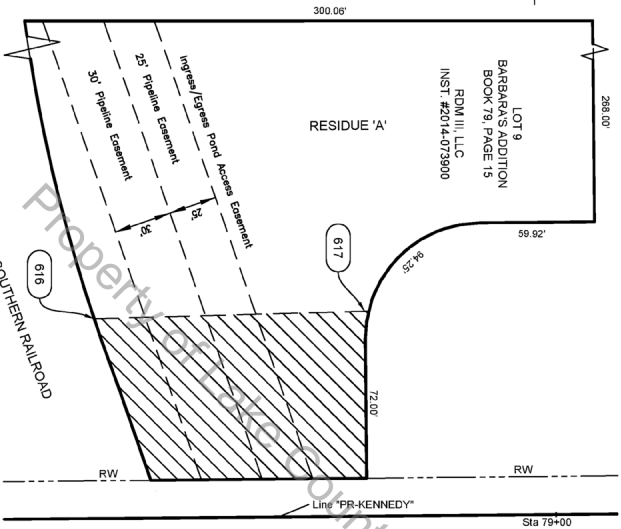 300.06'
Ingress/Egress Pond Access Easement
25' Pipeline Easement
30' Pipeline Easement
LOT 9
BARBARA'S ADDITION
BOOK 79, PAGE 15
RDM III, LLC
INST. #2014-073900
268.00'
RESIDUE 'A'
25'
30'
59.92'
94.25'
617
616
SOUTHERN RAILROAD
72.00'
RW
RW
Line "PR-KENNEDY"
Sta 79+00
Property of Lake Count